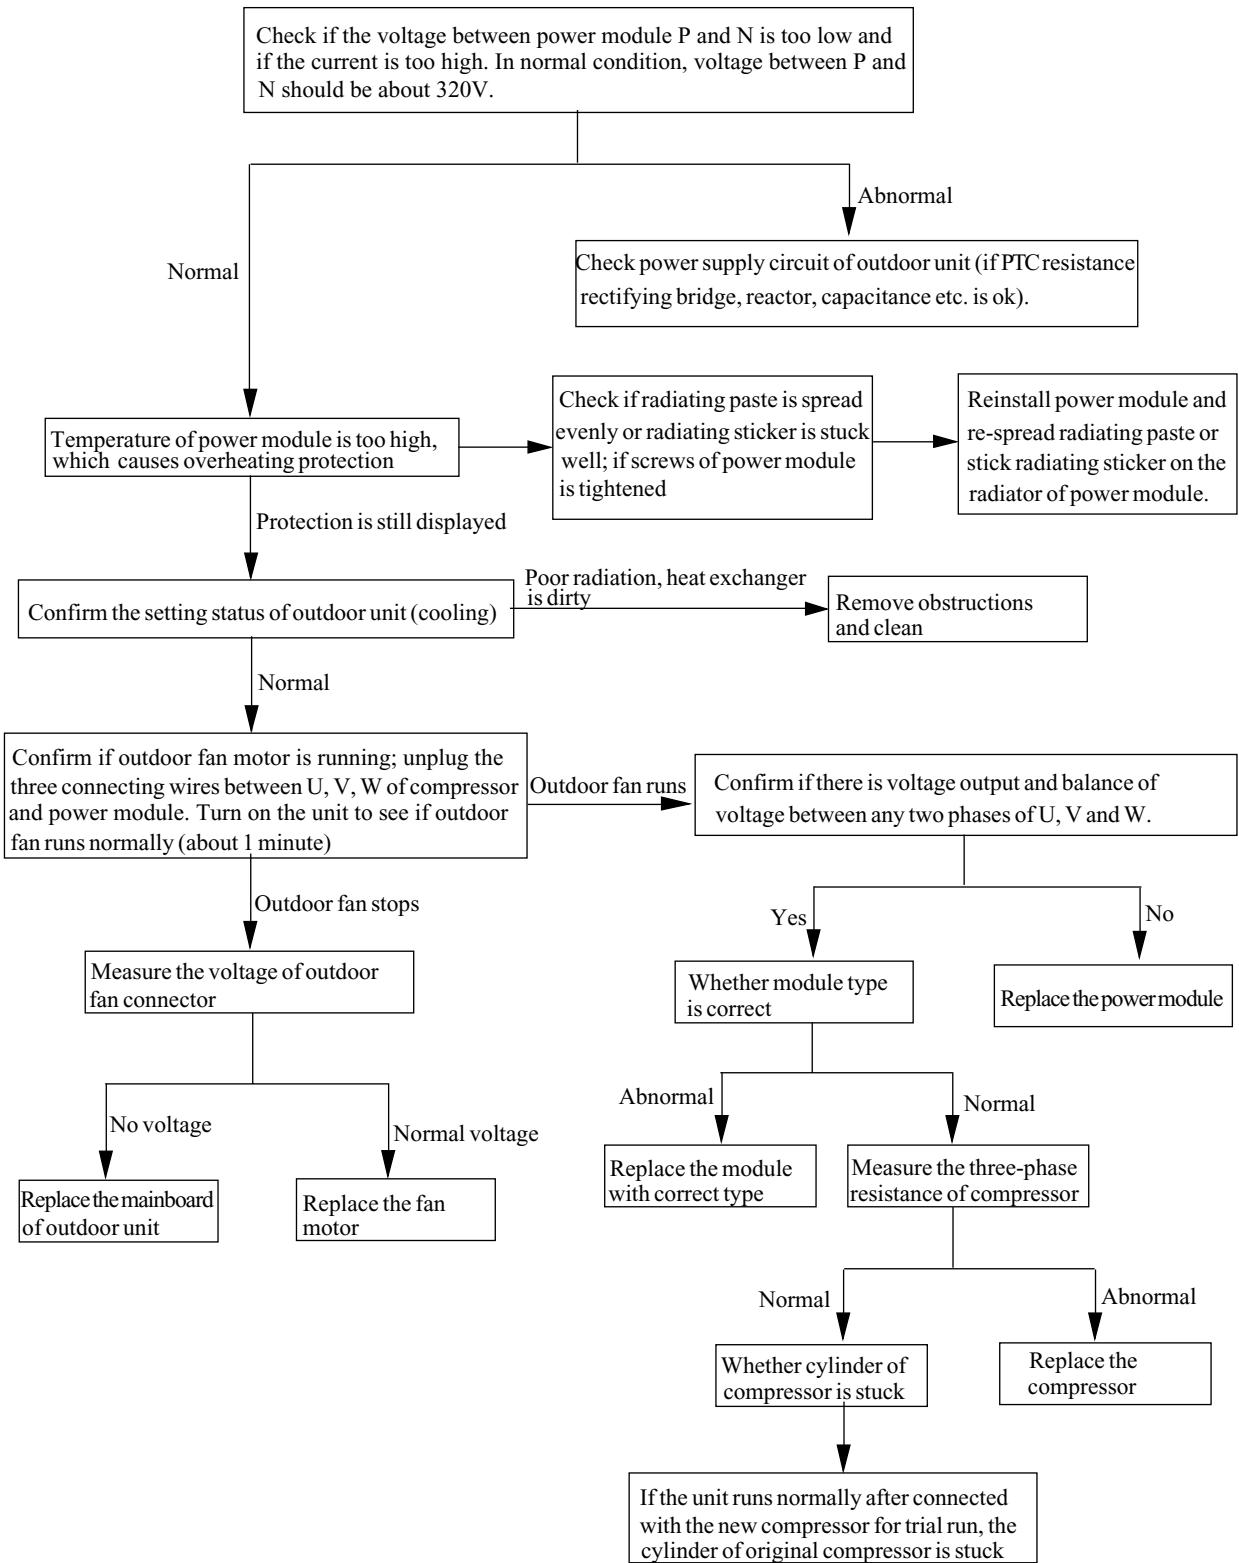 Check if the voltage between power module P and N is too low and
if the current is too high. In normal condition, voltage between P and
N should be about 320V.
Abnormal
Normal
Check power supply circuit of outdoor unit (if PTC resistance
rectifying bridge, reactor, capacitance etc. is ok).
Temperature of power module is too high,
which causes overheating protection
Check if radiating paste is spread
evenly or radiating sticker is stuck
well; if screws of power module
is tightened
Reinstall power module and
re-spread radiating paste or
stick radiating sticker on the
radiator of power module.
Protection is still displayed
Confirm the setting status of outdoor unit (cooling)
Poor radiation, heat exchanger
is dirty
Remove obstructions
and clean
Normal
Confirm if outdoor fan motor is running; unplug the
three connecting wires between U, V, W of compressor
and power module. Turn on the unit to see if outdoor
fan runs normally (about 1 minute)
Outdoor fan runs
Confirm if there is voltage output and balance of
voltage between any two phases of U, V and W.
Outdoor fan stops
Yes
No
Measure the voltage of outdoor
fan connector
Whether module type
is correct
Replace the power module
No voltage
Normal voltage
Abnormal
Normal
Replace the mainboard
of outdoor unit
Replace the fan
motor
Replace the module
with correct type
Measure the three-phase
resistance of compressor
Normal
Abnormal
Whether cylinder of
compressor is stuck
Replace the
compressor
If the unit runs normally after connected
with the new compressor for trial run, the
cylinder of original compressor is stuck